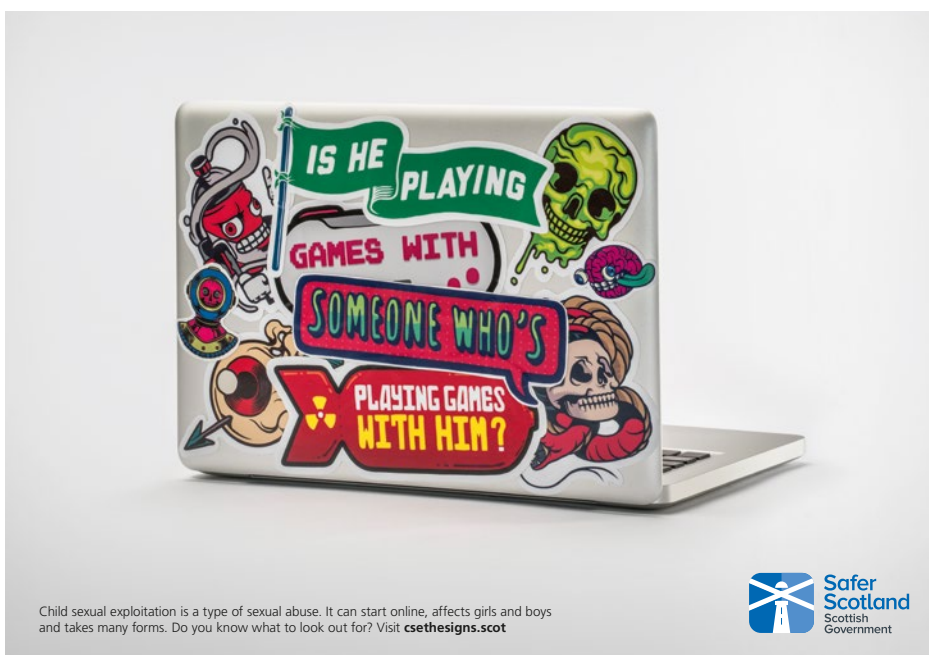 IS HE
PLAYING
GAMES WITH
SOMEONE WHO'S
PLAYING GAMES
WITH HIM?
Child sexual exploitation is a type of sexual abuse. It can start online, affects girls and boys
and takes many forms. Do you know what to look out for? Visit csethesigns.scot
Safer
Scotland
Scottish
Government